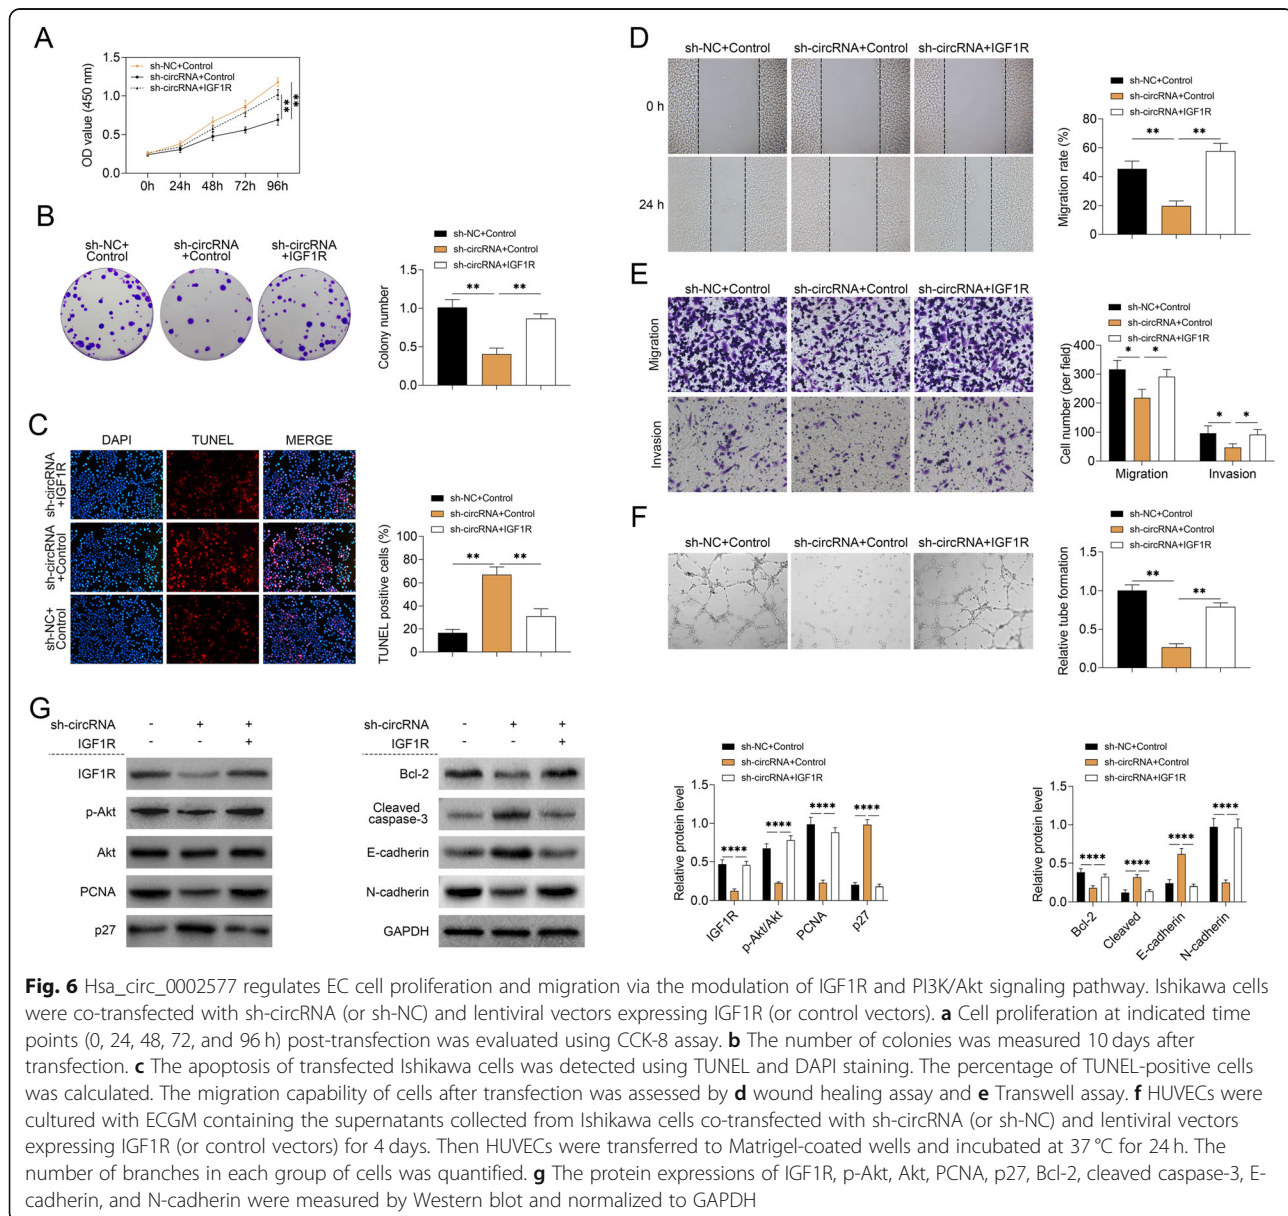 A
sh-NC+Control
sh-circRNA+Control
sh-circRNA+IGF1R
OD value (450 nm)
1.5
1.0
0.5
0.0
0h 24h 48h 72h 96h
**
**
B
sh-NC+
Control
sh-circRNA
+Control
sh-circRNA
+IGF1R
sh-NC+Control
sh-circRNA+Control
sh-circRNA+IGF1R
Colony number
1.5
1.0
0.5
0.0
** **
C
DAPI TUNEL MERGE
sh-circRNA
+IGF1R
sh-circRNA
+Control
sh-NC+
Control
sh-NC+Control
sh-circRNA+Control
sh-circRNA+IGF1R
TUNEL positive cells (%)
100
80
60
40
20
0
** **
D
sh-NC+Control sh-circRNA+Control sh-circRNA+IGF1R
0 h
24 h
sh-NC+Control
sh-circRNA+Control
sh-circRNA+IGF1R
Migration rate (%)
80
60
40
20
0
** **
E
sh-NC+Control sh-circRNA+Control sh-circRNA+IGF1R
Migration
Invasion
sh-NC+Control
sh-circRNA+Control
sh-circRNA+IGF1R
Cell number (per field)
400
300
200
100
0
* *
* *
Migration Invasion
F
sh-NC+Control sh-circRNA+Control sh-circRNA+IGF1R
sh-NC+Control
sh-circRNA+Control
sh-circRNA+IGF1R
Relative tube formation
1.5
1.0
0.5
0.0
**
**
G
sh-circRNA - + +
IGF1R - - +
IGF1R
p-Akt
Akt
PCNA
p27
sh-circRNA - + +
IGF1R - - +
Bcl-2
Cleaved
caspase-3
E-cadherin
N-cadherin
GAPDH
sh-NC+Control
sh-circRNA+Control
sh-circRNA+IGF1R
Relative protein level
1.5
1.0
0.5
0.0
**** **** **** ****
IGF1R p-Akt/Akt PCNA p27
sh-NC+Control
sh-circRNA+Control
sh-circRNA+IGF1R
Relative protein level
1.5
1.0
0.5
0.0
**** **** **** ****
Bcl-2 Cleaved E-cadherin N-cadherin
Fig. 6 Hsa_circ_0002577 regulates EC cell proliferation and migration via the modulation of IGF1R and PI3K/Akt signaling pathway. Ishikawa cells
were co-transfected with sh-circRNA (or sh-NC) and lentiviral vectors expressing IGF1R (or control vectors). a Cell proliferation at indicated time
points (0, 24, 48, 72, and 96 h) post-transfection was evaluated using CCK-8 assay. b The number of colonies was measured 10 days after
transfection. c The apoptosis of transfected Ishikawa cells was detected using TUNEL and DAPI staining. The percentage of TUNEL-positive cells
was calculated. The migration capability of cells after transfection was assessed by d wound healing assay and e Transwell assay. f HUVECs were
cultured with ECGM containing the supernatants collected from Ishikawa cells co-transfected with sh-circRNA (or sh-NC) and lentiviral vectors
expressing IGF1R (or control vectors) for 4 days. Then HUVECs were transferred to Matrigel-coated wells and incubated at 37 °C for 24 h. The
number of branches in each group of cells was quantified. g The protein expressions of IGF1R, p-Akt, Akt, PCNA, p27, Bcl-2, cleaved caspase-3, E-
cadherin, and N-cadherin were measured by Western blot and normalized to GAPDH